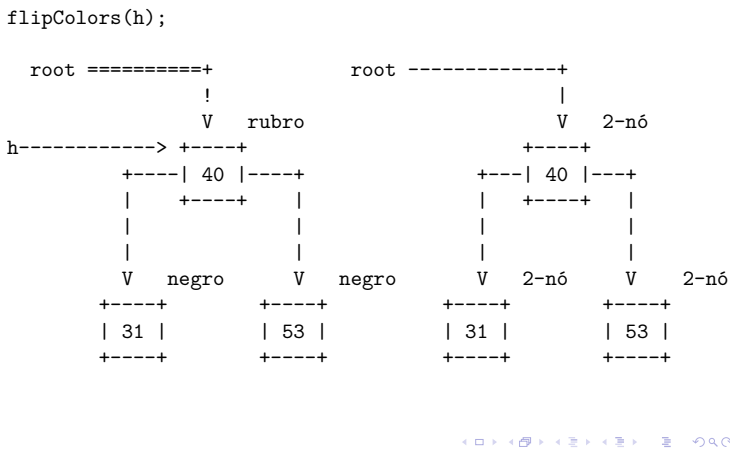 flipColors(h);
root ==========+ root -------------+
! |
V rubro V 2-nó
h------------> +----+ +----+
+----| 40 |----+ +---| 40 |---+
| +----+ | | +----+ |
| | | |
| | | |
V negro V negro V 2-nó V 2-nó
+----+ +----+ +----+ +----+
| 31 | | 53 | | 31 | | 53 |
+----+ +----+ +----+ +----+